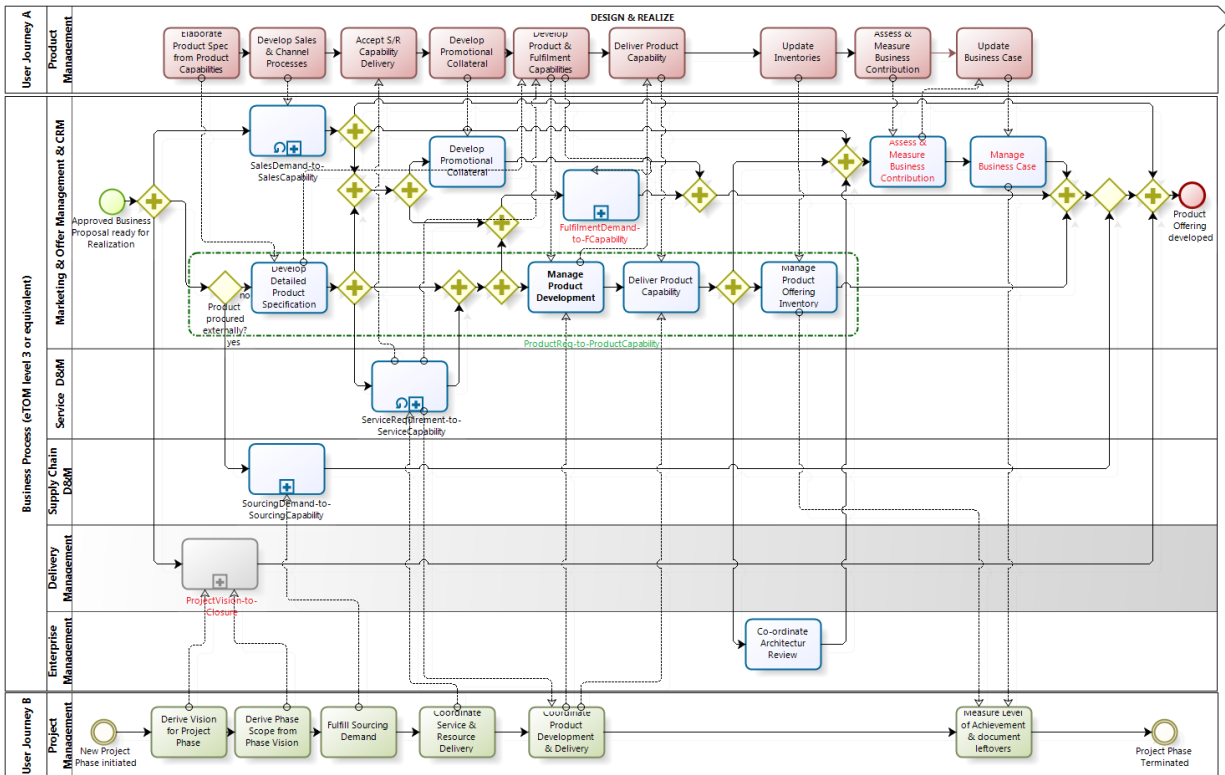 DESIGN & REALIZE
User Journey A
Product
Management
Elaborate
Product Spec
from Product
Capabilities
Develop Sales
& Channel
Processes
Accept S/R
Capability
Delivery
Develop
Promotional
Collateral
Develop
Product &
Fulfilment
Capabilities
Deliver Product
Capability
Update
Inventories
Assess &
Measure
Business
Contribution
Update
Business Case
Business Process (eTOM level 3 or equivalent)
Marketing & Offer Management & CRM
SalesDemand-to-
SalesCapability
Develop
Promotional
Collateral
Assess &
Measure
Business
Contribution
Manage
Business Case
Approved Business
Proposal ready for
Realization
FulfilmentDemand-
to-FCapability
Product
Offering
developed
no
Product
procured
externally?
yes
Develop
Detailed
Product
Specification
Manage
Product
Development
Deliver Product
Capability
Manage
Product
Offering
Inventory
ProductReq-to-ProductCapability
Service D&M
ServiceRequirement-to-
ServiceCapability
Supply Chain
D&M
SourcingDemand-to-
SourcingCapability
Delivery
Management
ProjectVision-to-
Closure
Enterprise
Management
Co-ordinate
Architectur
Review
User Journey B
Project
Management
New Project
Phase initiated
Derive Vision
for Project
Phase
Derive Phase
Scope from
Phase Vision
Fulfill Sourcing
Demand
Coordinate
Service &
Resource
Delivery
Coordinate
Product
Development
& Delivery
Measure Level
of Achievement
& document
leftovers
Project Phase
Terminated